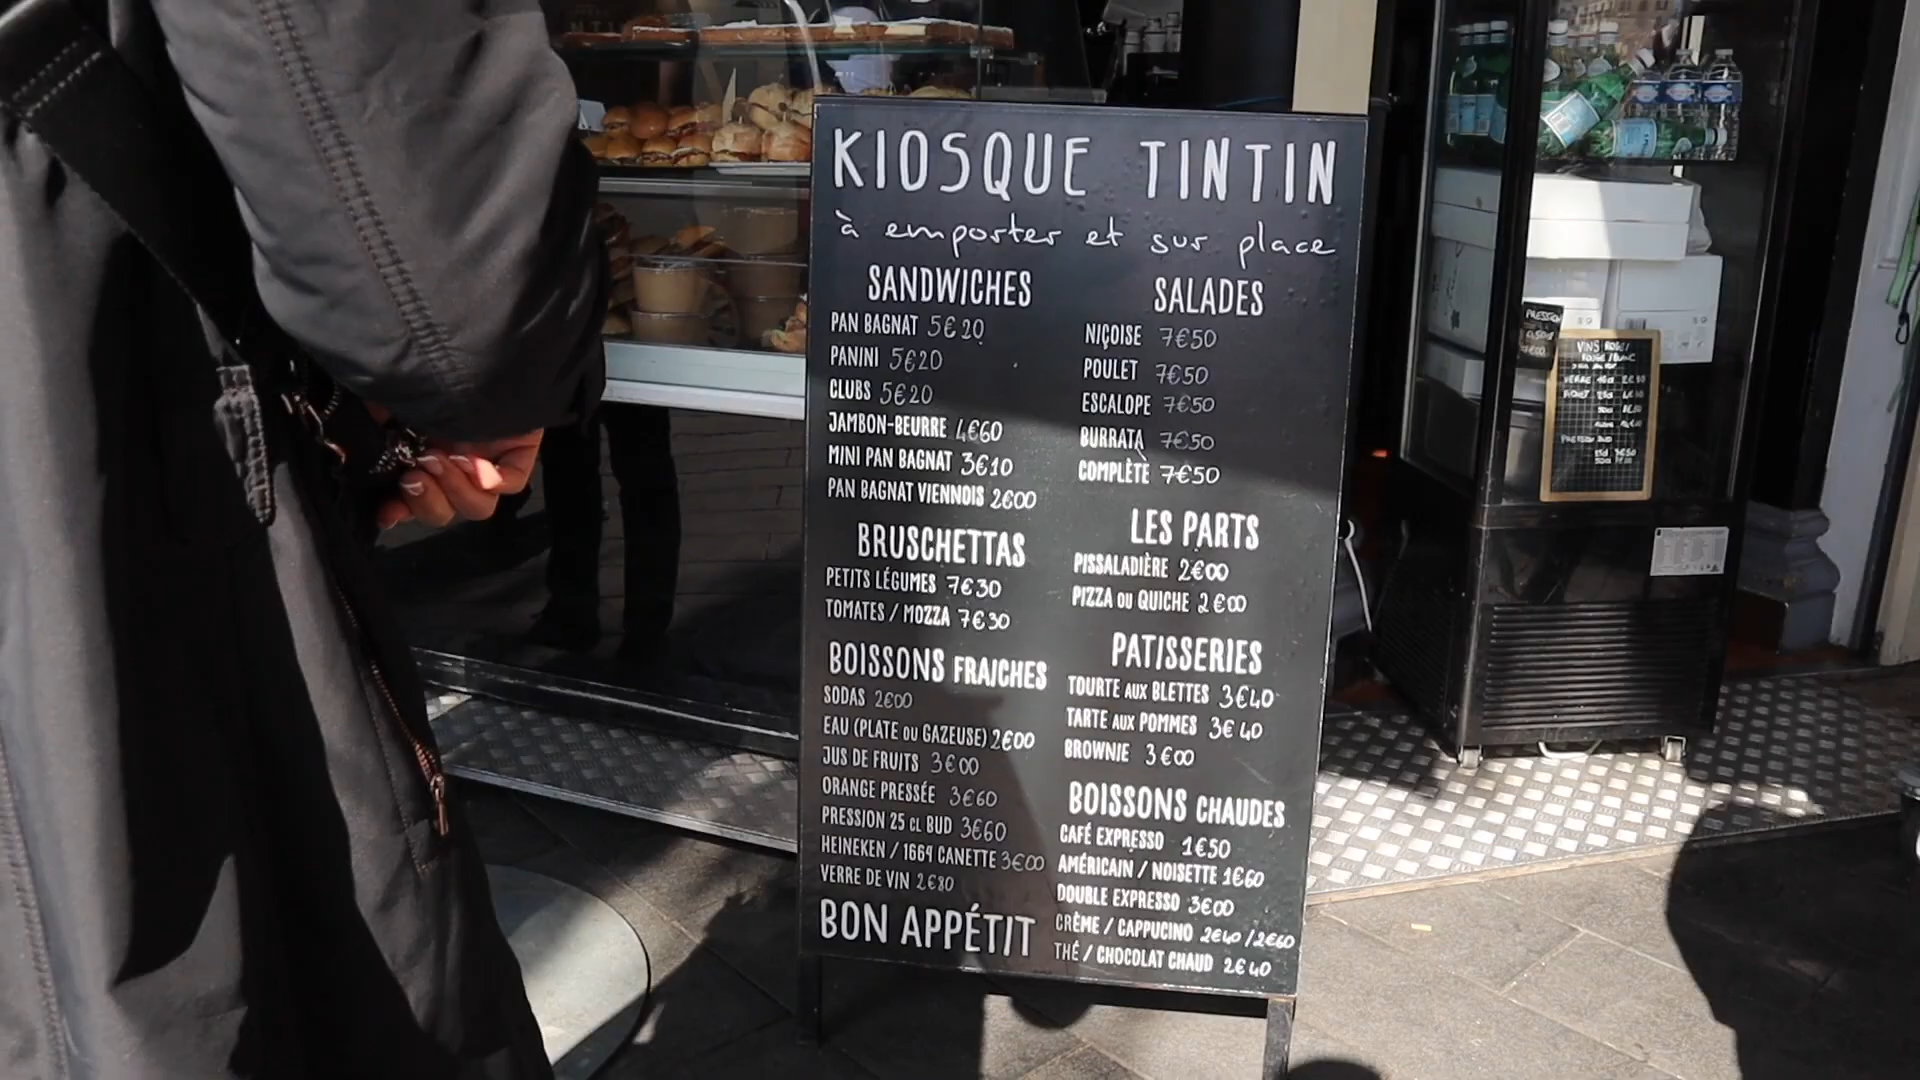 KIOSQUE TINTIN
à emporter et sur place
SANDWICHES
PAN BAGNAT 5€20
PANINI 5€20
CLUBS 5€20
JAMBON-BEURRE 4€60
MINI PAN BAGNAT 3€10
PAN BAGNAT VIENNOIS 2€00
BRUSCHETTAS
PETITS LÉGUMES 7€30
TOMATES / MOZZA 7€30
BOISSONS FRAICHES
SODAS 2€00
EAU (PLATE OU GAZEUSE) 2€00
JUS DE FRUITS 3€00
ORANGE PRESSÉE 3€60
PRESSION 25 CL BUD 3€60
HEINEKEN / 1664 CANETTE 3€00
VERRE DE VIN 2€80
BON APPÉTIT
SALADES
NIÇOISE 7€50
POULET 7€50
ESCALOPE 7€50
BURRATA 7€50
COMPLÈTE 7€50
LES PARTS
PISSALADIÈRE 2€00
PIZZA OU QUICHE 2€00
PATISSERIES
TOURTE AUX BLETTES 3€40
TARTE AUX POMMES 3€40
BROWNIE 3€00
BOISSONS CHAUDES
CAFÉ EXPRESSO 1€50
AMÉRICAIN / NOISETTE 1€60
DOUBLE EXPRESSO 3€00
CRÈME / CAPPUCINO 2€40 / 2€60
THÉ / CHOCOLAT CHAUD 2€40
PRESSION
VINS